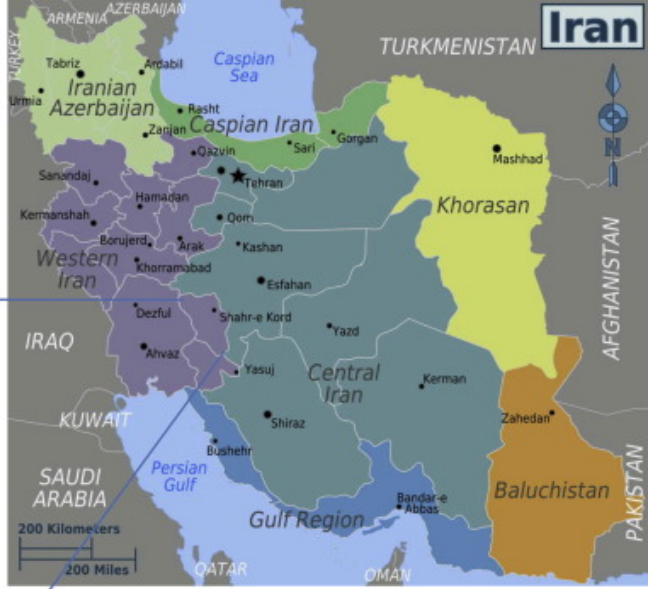 AZERBAIJAN
ARMENIA
Iran
TURKEY
TURKMENISTAN
Caspian
Sea
Tabriz
Ardabil
Iranian
Azerbaijan
Urmia
Rasht
Caspian Iran
Zanjan
Gorgan
Sari
Qazvin
Mashhad
N
Tehran
Sanandaj
Hamadan
Khorasan
Kermanshah
Qom
Borujerd
Arak
Kashan
Western
Iran
Khorramabad
Esfahan
AFGHANISTAN
Dezful
Shahr-e Kord
Yazd
IRAQ
Ahvaz
Yasuj
Central
Iran
Kerman
KUWAIT
Shiraz
Zahedan
Bushehr
Persian
Gulf
SAUDI
ARABIA
Baluchistan
PAKISTAN
Bandar-e
Abbas
Gulf Region
200 Kilometers
200 Miles
QATAR
OMAN